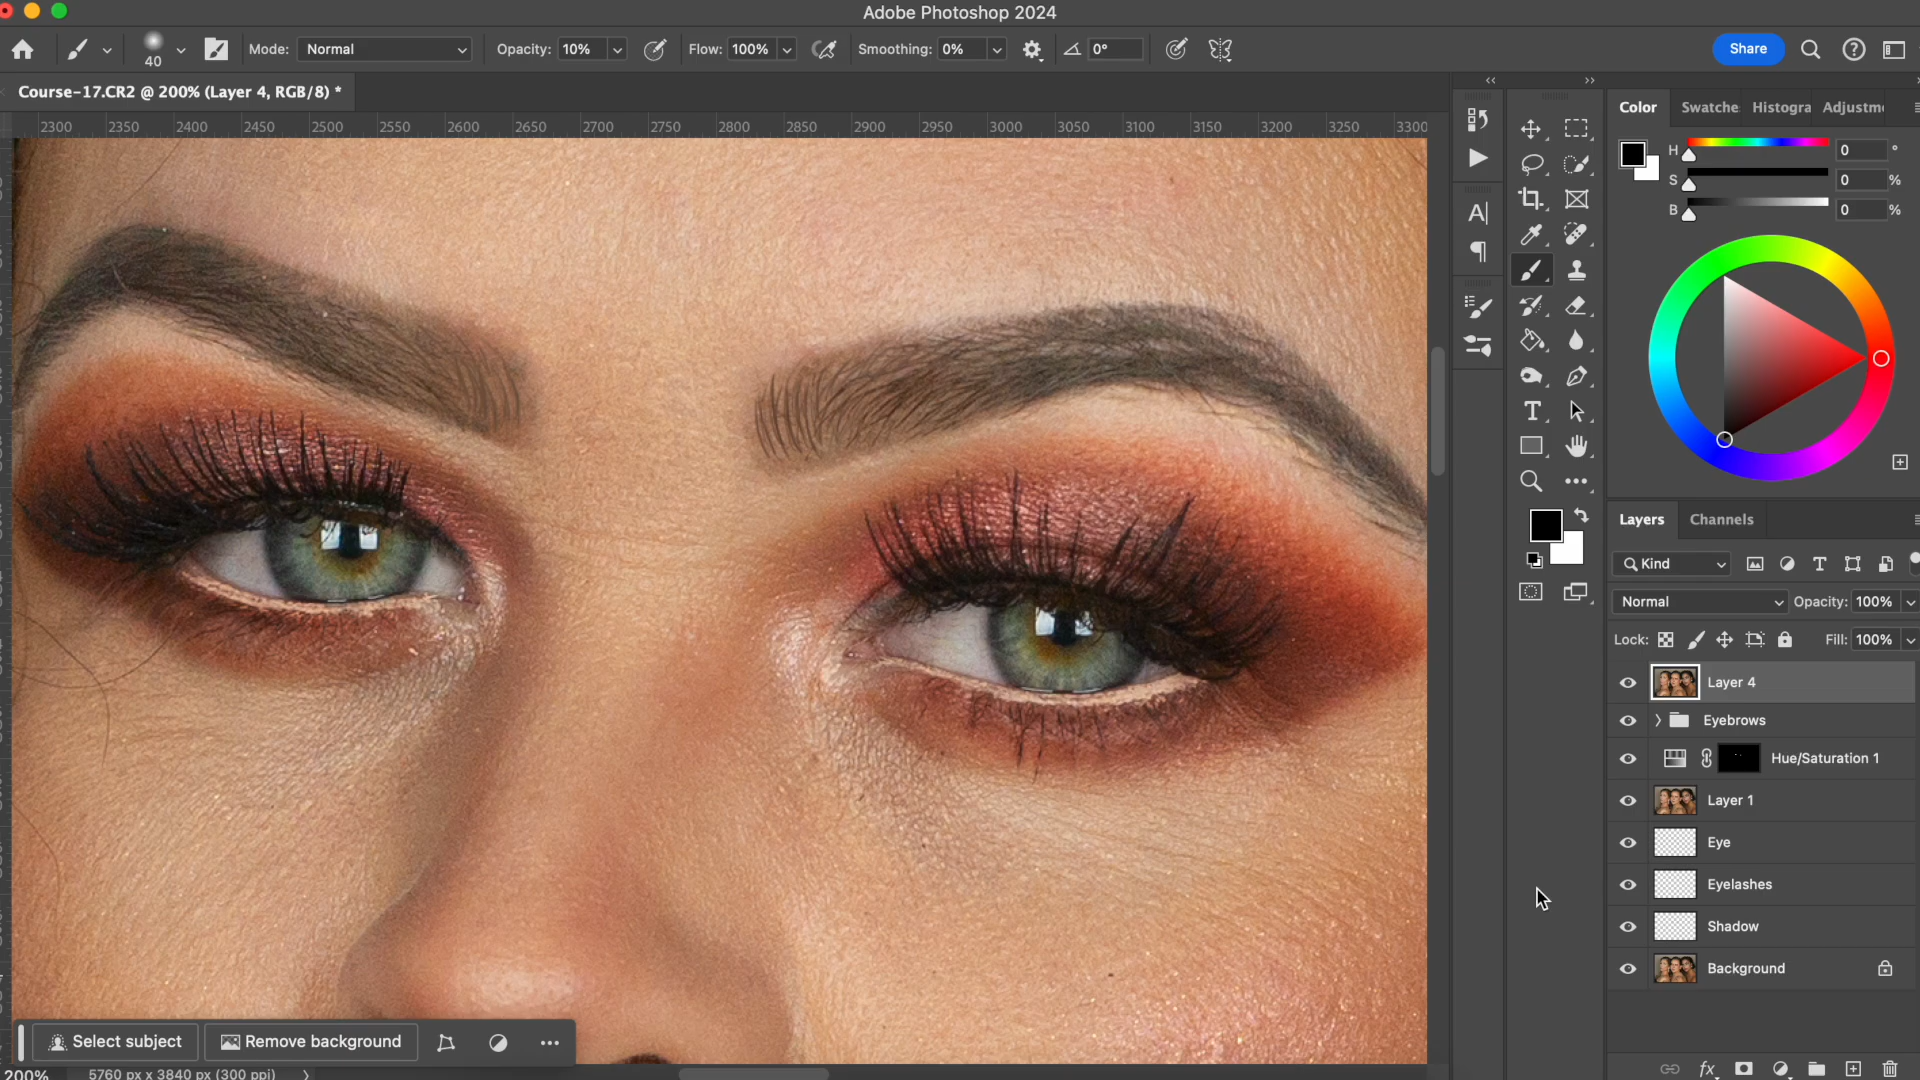 Adobe Photoshop 2024
40 Mode: Normal Opacity: 10% Flow: 100% Smoothing: 0% 0° Share
Course-17.CR2 @ 200% (Layer 4, RGB/8) *
2300 2350 2400 2450 2500 2550 2600 2650 2700 2750 2800 2850 2900 2950 3000 3050 3100 3150 3200 3250 3300
Color Swatche Histogra Adjustm
H 0 °
S 0 %
B 0 %
Layers Channels
Kind
Normal Opacity: 100%
Lock: Fill: 100%
Layer 4
Eyebrows
Hue/Saturation 1
Layer 1
Eye
Eyelashes
Shadow
Background
Select subject Remove background
200% 5760 px x 3840 px (300 ppi)
fx